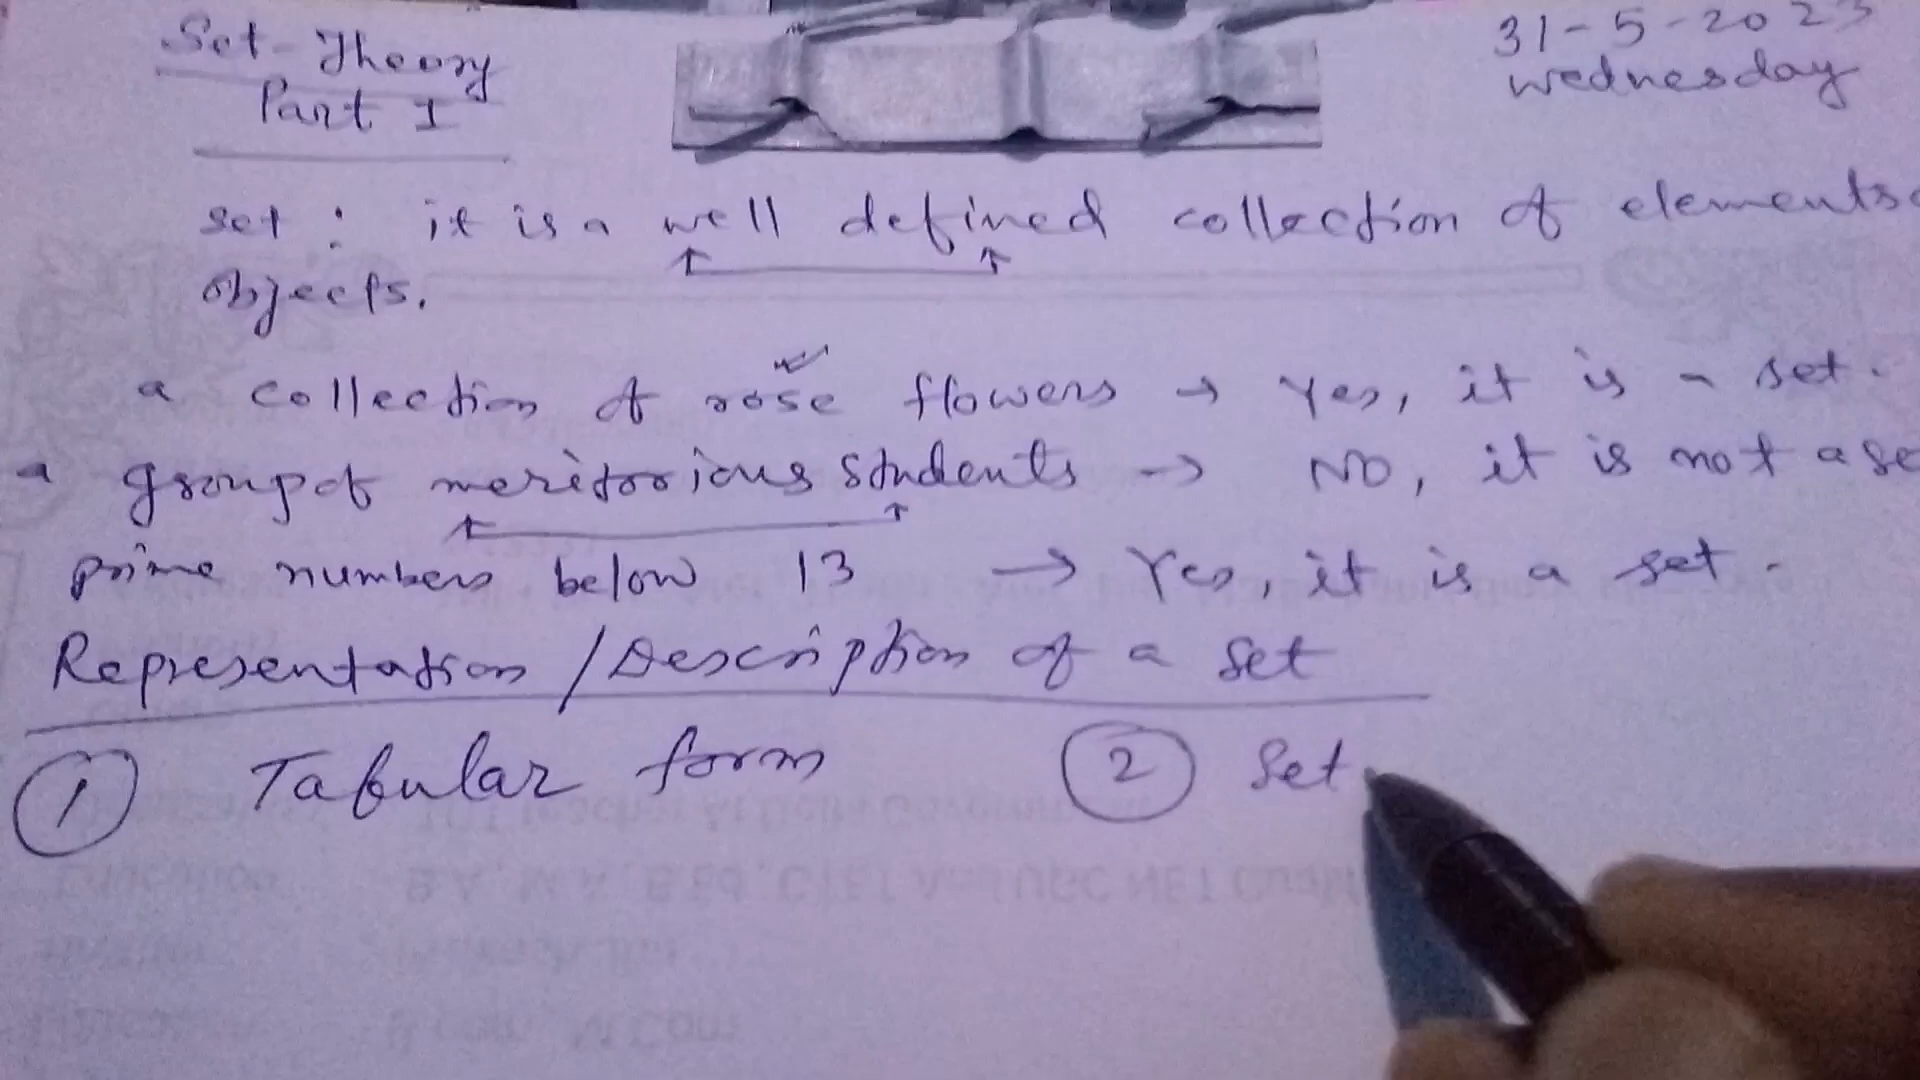 Set-Theory
Part I
31-5-2023
Wednesday
set : it is a well defined collection of elements
objects.
a collection of rose flowers → Yes, it is a set.
a group of meritorious students → NO, it is not a se
prime numbers below 13 → Yes, it is a set.
Representation / Description of a set
① Tabular form ② Set